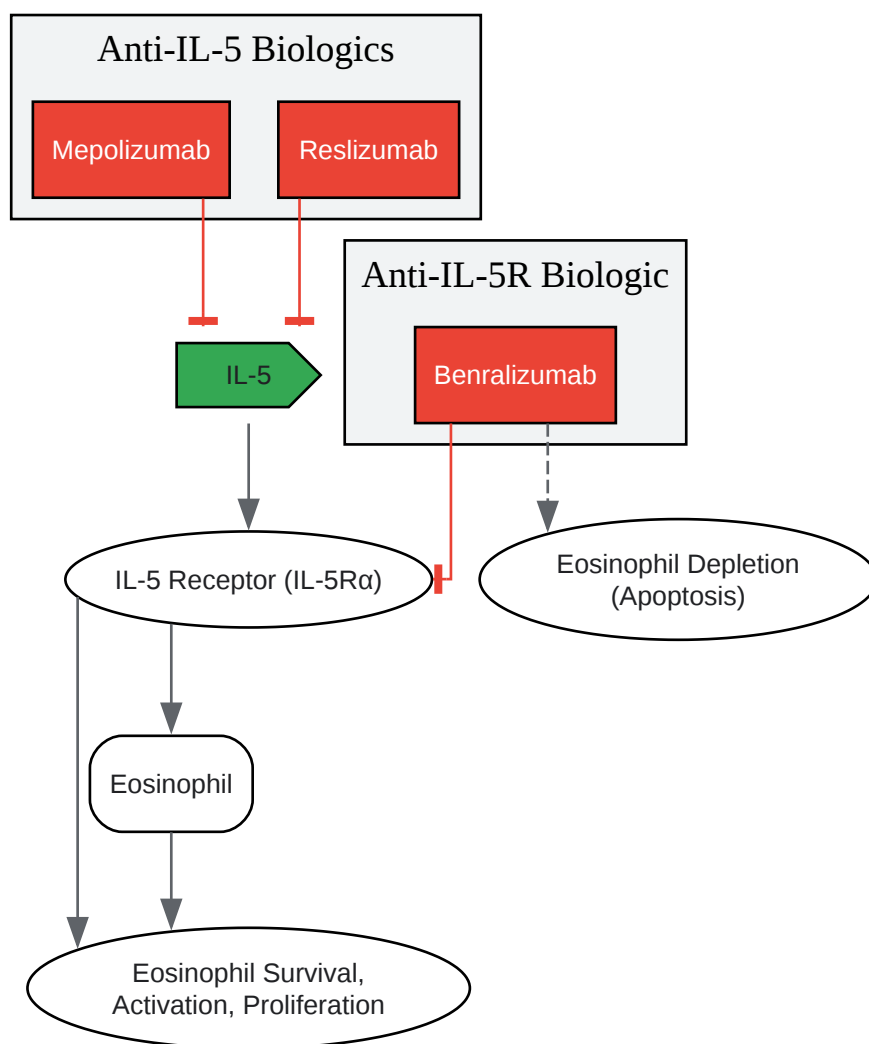 Anti-IL-5 Biologics
Mepolizumab
Reslizumab
Anti-IL-5R Biologic
IL-5
Benralizumab
IL-5 Receptor (IL-5Rα)
Eosinophil Depletion
(Apoptosis)
Eosinophil
Eosinophil Survival,
Activation, Proliferation